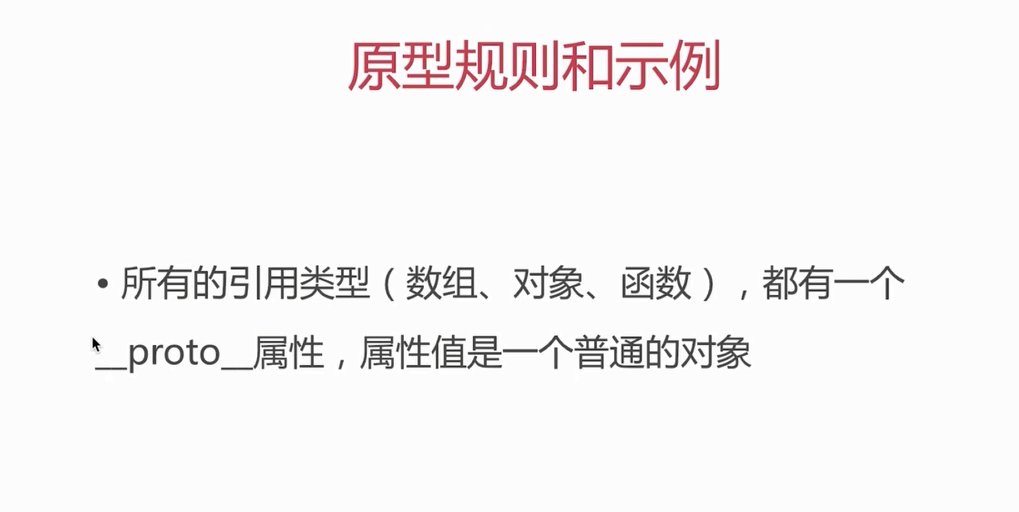 原型规则和示例
• 所有的引用类型（数组、对象、函数），都有一个
__proto__属性，属性值是一个普通的对象